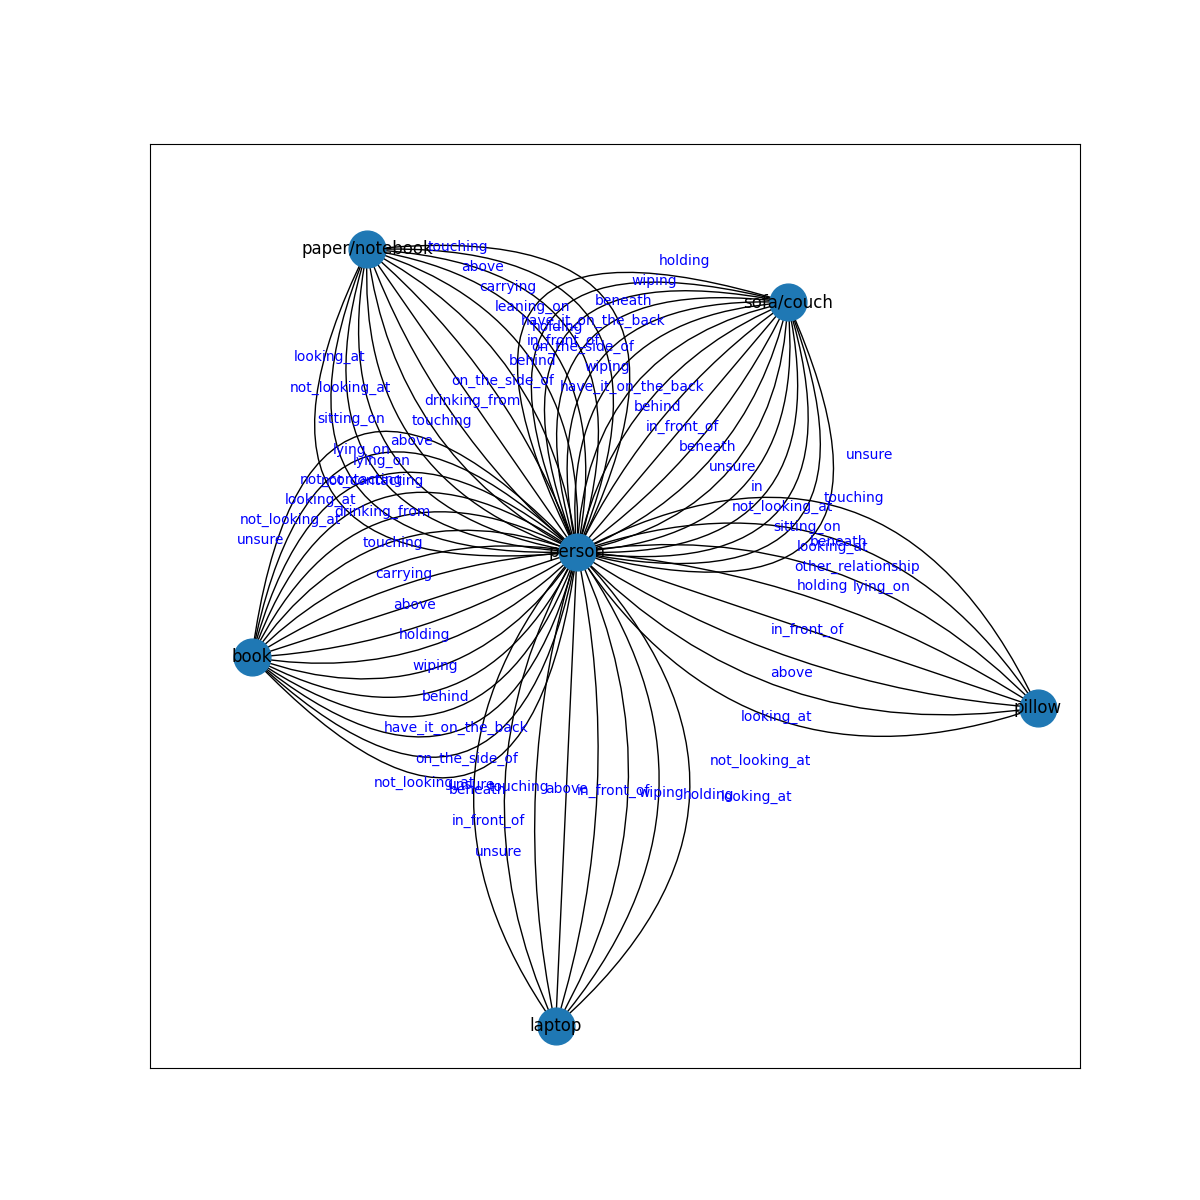 paper/notebook
touching
holding
above
wiping
carrying
beneath
sofa/couch
leaning_on
have_it_on_the_back
holding
in_front_of
on_the_side_of
looking_at
behind
wiping
on_the_side_of
have_it_on_the_back
not_looking_at
drinking_from
behind
sitting_on
touching
in_front_of
above
beneath
lying_on
unsure
lying_on
unsure
not_contacting
not_contacting
in
looking_at
touching
not_looking_at
drinking_from
not_looking_at
sitting_on
unsure
touching
beneath
looking_at
person
other_relationship
carrying
holding
lying_on
above
in_front_of
holding
book
wiping
above
behind
pillow
looking_at
have_it_on_the_back
on_the_side_of
not_looking_at
not_looking_at
unsure
touching
beneath
above
in_front_of
wiping
holding
looking_at
in_front_of
unsure
laptop